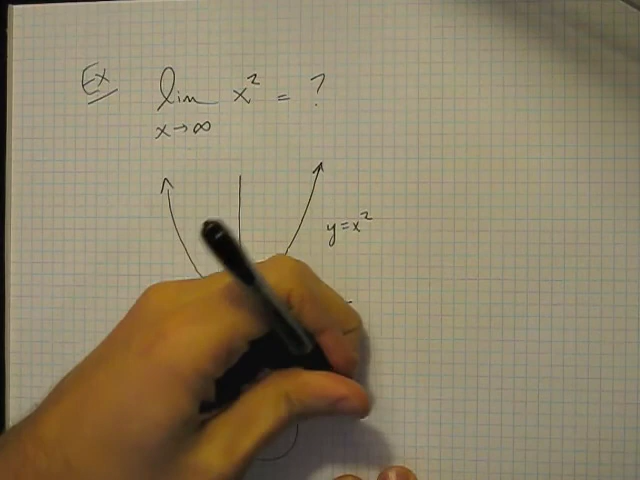 Ex lim x² = ?
x→∞
y=x²